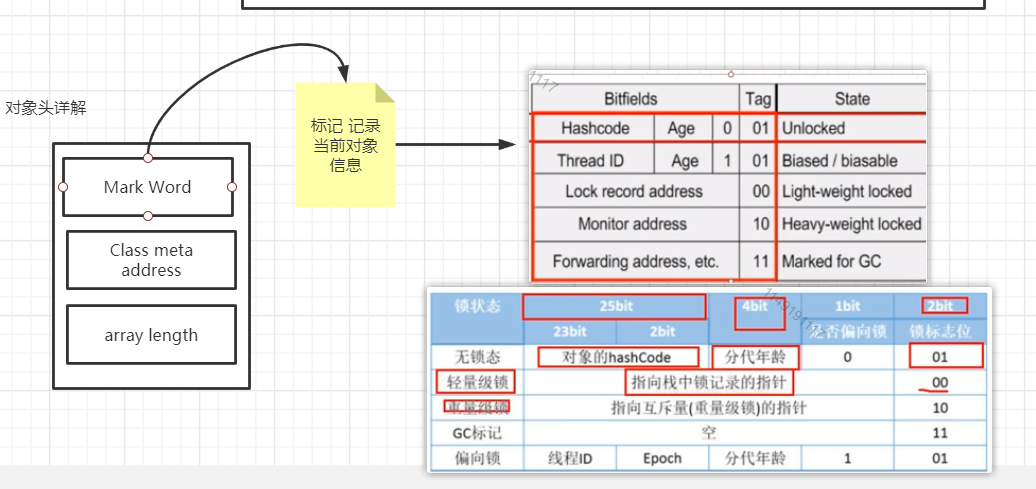 对象头详解
Mark Word
Class meta
address
array length
标记 记录
当前对象
信息
1117
Bitfields Tag State
Hashcode Age 0 01 Unlocked
Thread ID Age 1 01 Biased / biasable
Lock record address 00 Light-weight locked
Monitor address 10 Heavy-weight locked
Forwarding address, etc. 11 Marked for GC
锁状态 25bit 4bit 1bit 2bit
23bit 2bit 是否偏向锁 锁标志位
无锁态 对象的hashCode 分代年龄 0 01
轻量级锁 指向栈中锁记录的指针 00
重量级锁 指向互斥量(重量级锁)的指针 10
GC标记 空 11
偏向锁 线程ID Epoch 分代年龄 1 01